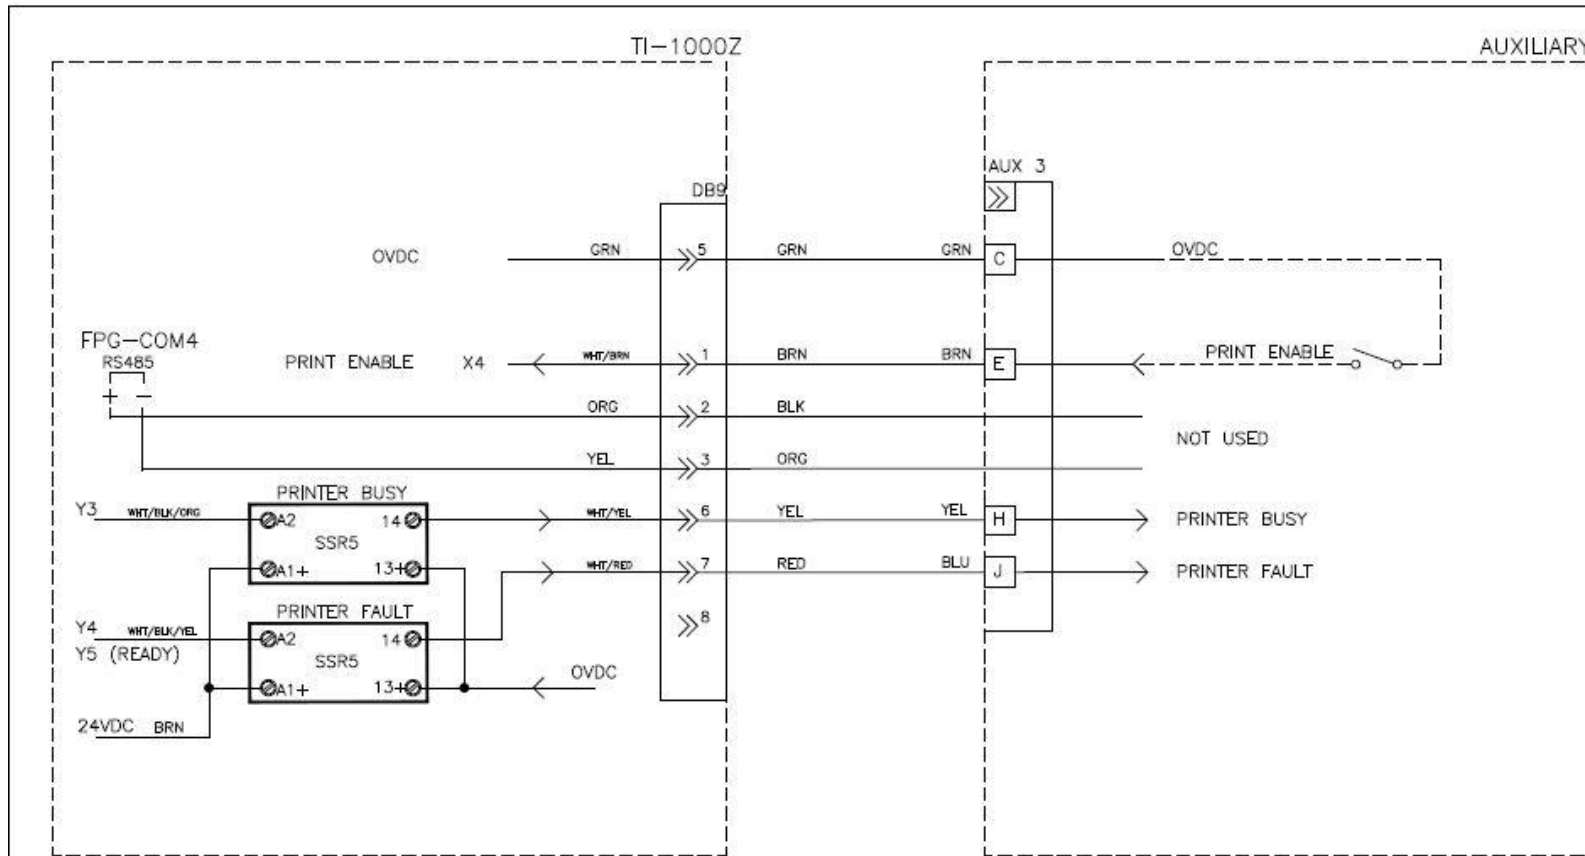 TI-1000Z
AUXILIARY
AUX 3
DB9
OVDC GRN 5 GRN GRN C OVDC
FPG-COM4
RS485
PRINT ENABLE X4 WHT/BRN 1 BRN BRN E PRINT ENABLE
+ -
ORG 2 BLK
NOT USED
YEL 3 ORG
PRINTER BUSY
Y3 WHT/BLK/ORG A2 14 WHT/YEL 6 YEL YEL H PRINTER BUSY
SSR5
A1+ 13+ WHT/RED 7 RED BLU J PRINTER FAULT
PRINTER FAULT
8
Y4 WHT/BLK/YEL A2 14
Y5 (READY)
SSR5
OVDC
A1+ 13+
24VDC BRN